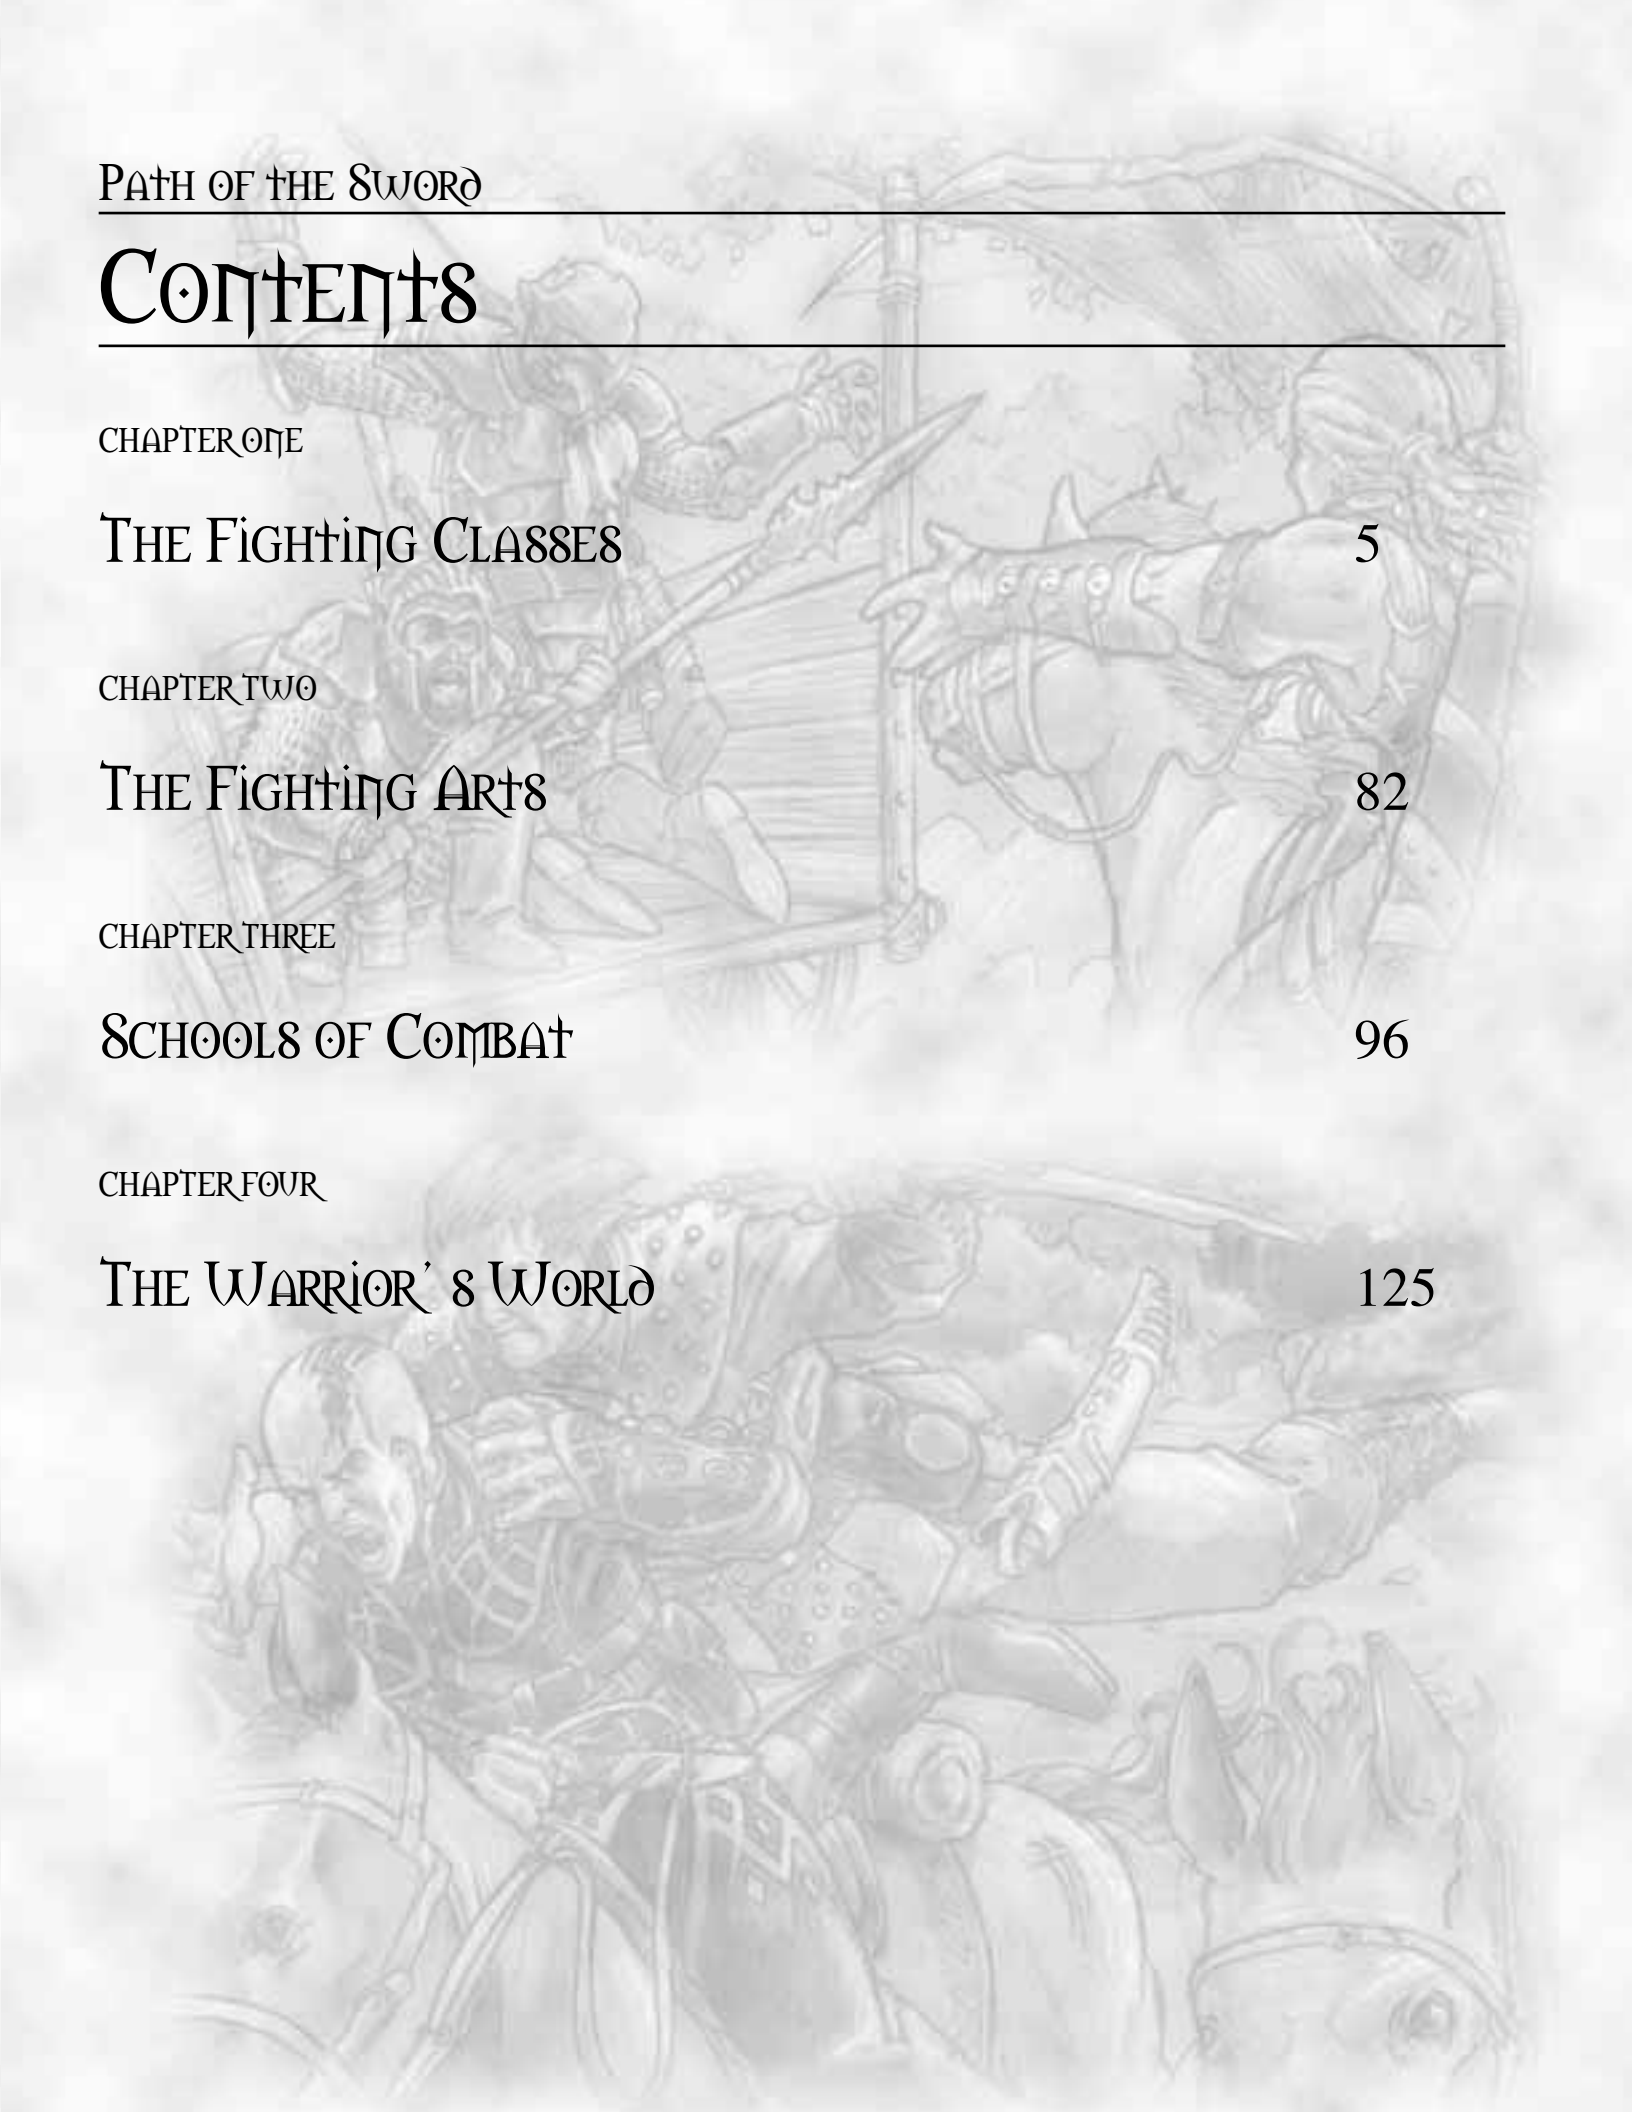 Path of the Sword
Contents
CHAPTER ONE
The Fighting Classes 5
CHAPTER TWO
The Fighting Arts 82
CHAPTER THREE
Schools of Combat 96
CHAPTER FOUR
The Warrior's World 125